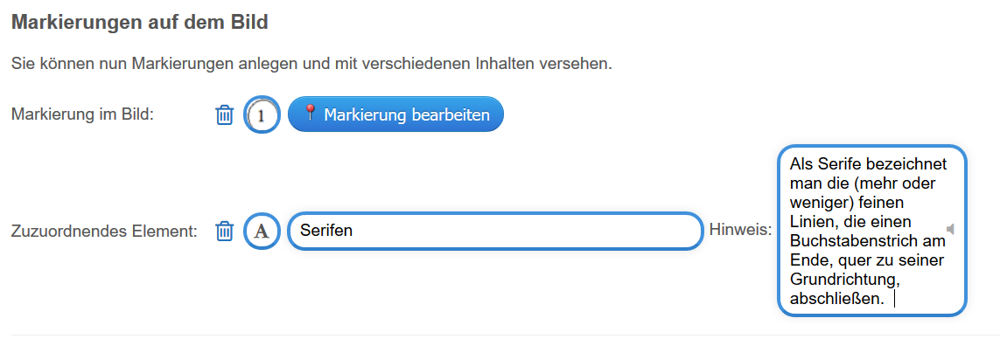 Markierungen auf dem Bild
Sie können nun Markierungen anlegen und mit verschiedenen Inhalten versehen.
Markierung im Bild: 1 Markierung bearbeiten
Zuzuordnendes Element: A Serifen Hinweis:
Als Serife bezeichnet
man die (mehr oder
weniger) feinen
Linien, die einen
Buchstabenstrich am
Ende, quer zu seiner
Grundrichtung,
abschließen.